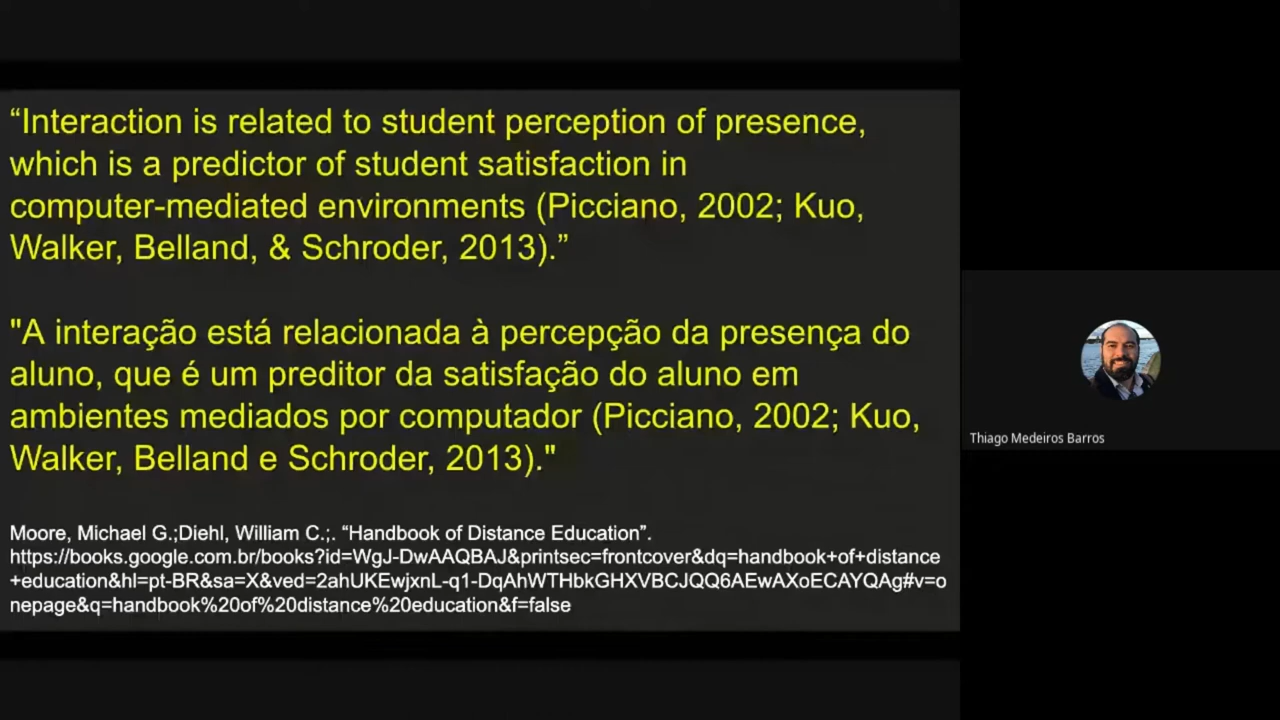 “Interaction is related to student perception of presence,
which is a predictor of student satisfaction in
computer-mediated environments (Picciano, 2002; Kuo,
Walker, Belland, & Schroder, 2013).”
"A interação está relacionada à percepção da presença do
aluno, que é um preditor da satisfação do aluno em
ambientes mediados por computador (Picciano, 2002; Kuo,
Walker, Belland e Schroder, 2013)."
Moore, Michael G.;Diehl, William C.;. “Handbook of Distance Education”.
https://books.google.com.br/books?id=WgJ-DwAAQBAJ&printsec=frontcover&dq=handbook+of+distance
+education&hl=pt-BR&sa=X&ved=2ahUKEwjxnL-q1-DqAhWTHbkGHXVBCJQQ6AEwAXoECAYQAg#v=o
nepage&q=handbook%20of%20distance%20education&f=false
Thiago Medeiros Barros